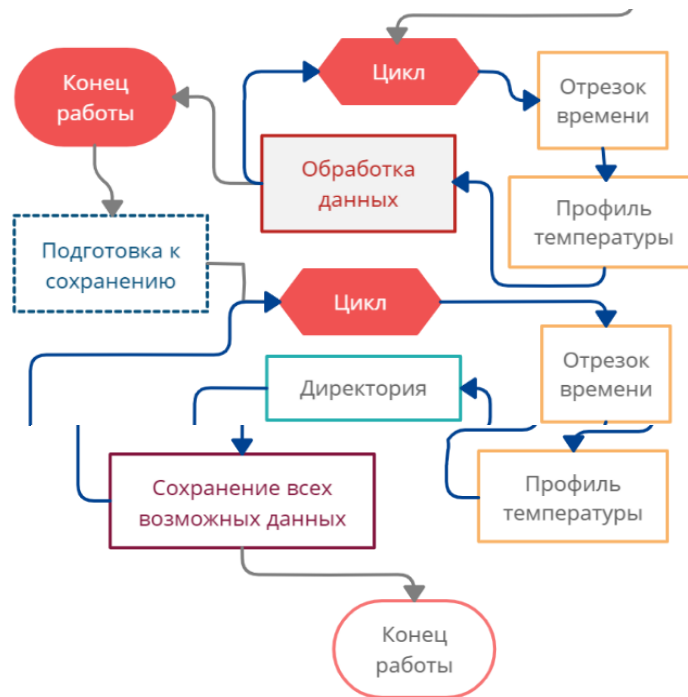 Конец
работы
Цикл
Отрезок
времени
Обработка
данных
Профиль
температуры
Подготовка к
сохранению
Цикл
Отрезок
времени
Директория
Сохранение всех
возможных данных
Профиль
температуры
Конец
работы